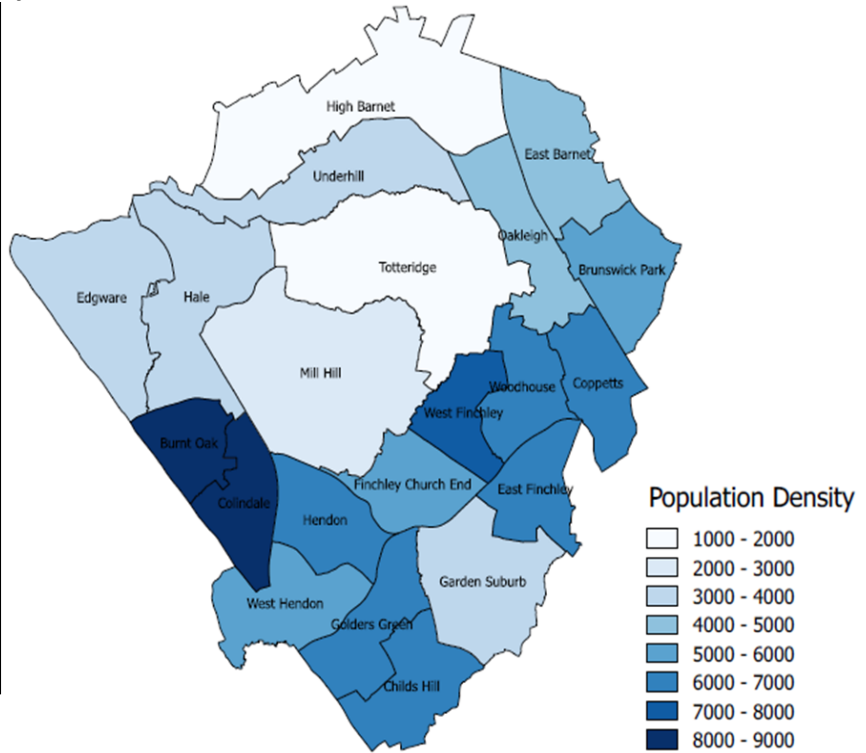 High Barnet
East Barnet
Underhill
Oakleigh
Totteridge
Brunswick Park
Edgware
Hale
Mill Hill
Woodhouse
Coppetts
West Finchley
Burnt Oak
Finchley Church End
East Finchley
Colindale
Hendon
Garden Suburb
West Hendon
Golders Green
Childs Hill
Population Density
1000 - 2000
2000 - 3000
3000 - 4000
4000 - 5000
5000 - 6000
6000 - 7000
7000 - 8000
8000 - 9000